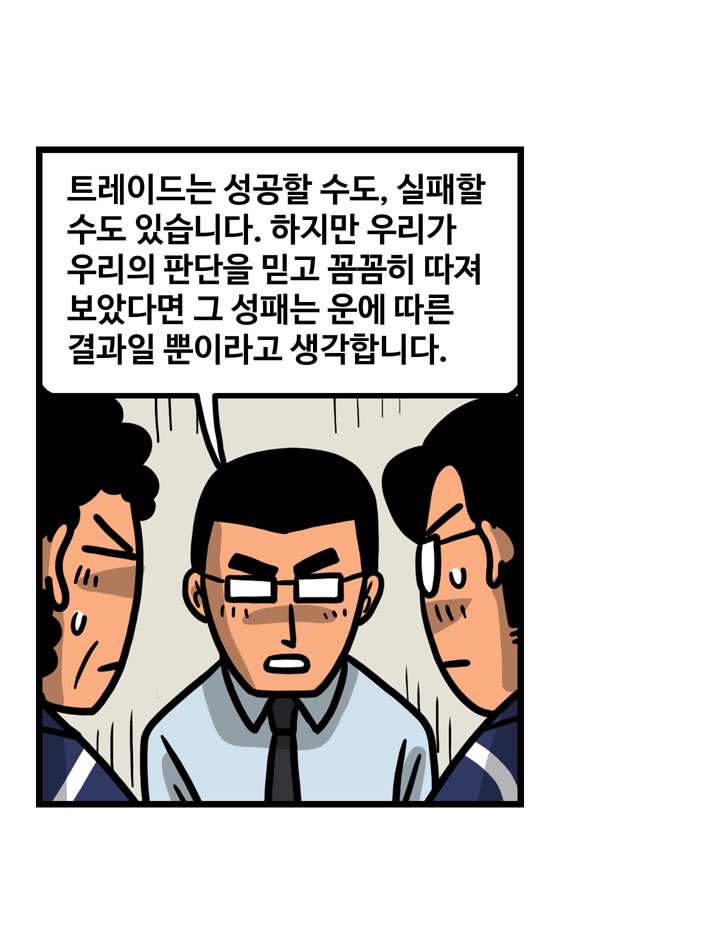 트레이드는 성공할 수도, 실패할
수도 있습니다. 하지만 우리가
우리의 판단을 믿고 꼼꼼히 따져
보았다면 그 성패는 운에 따른
결과일 뿐이라고 생각합니다.